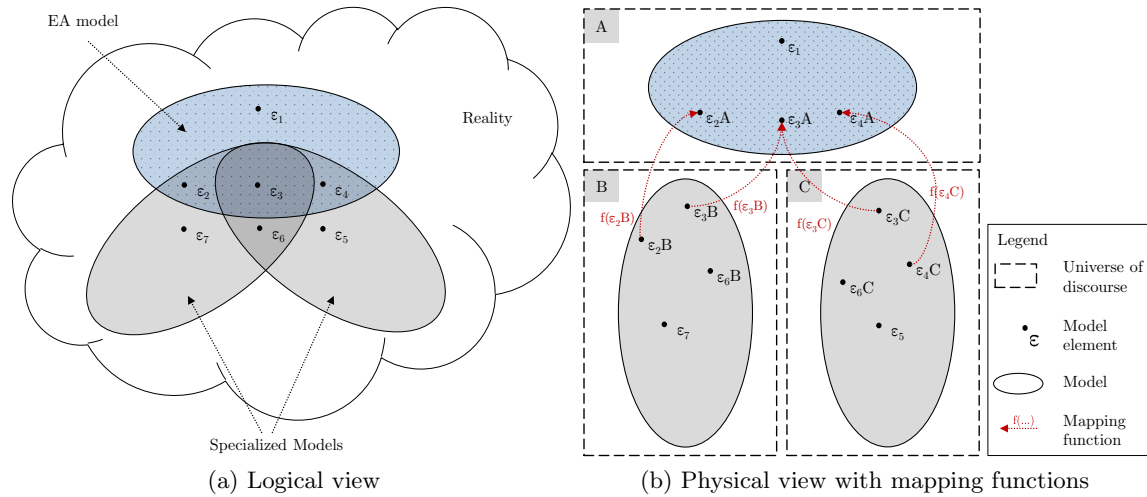 EA model
Reality
ε1
ε2
ε3
ε4
ε7
ε6
ε5
Specialized Models
(a) Logical view
A
ε1
ε2A
ε3A
ε4A
B
f(ε2B)
ε3B
f(ε3B)
ε2B
ε6B
ε7
C
f(ε3C)
ε3C
f(ε4C)
ε4C
ε6C
ε5
Legend
Universe of
discourse
ε
Model
element
Model
f(...)
Mapping
function
(b) Physical view with mapping functions